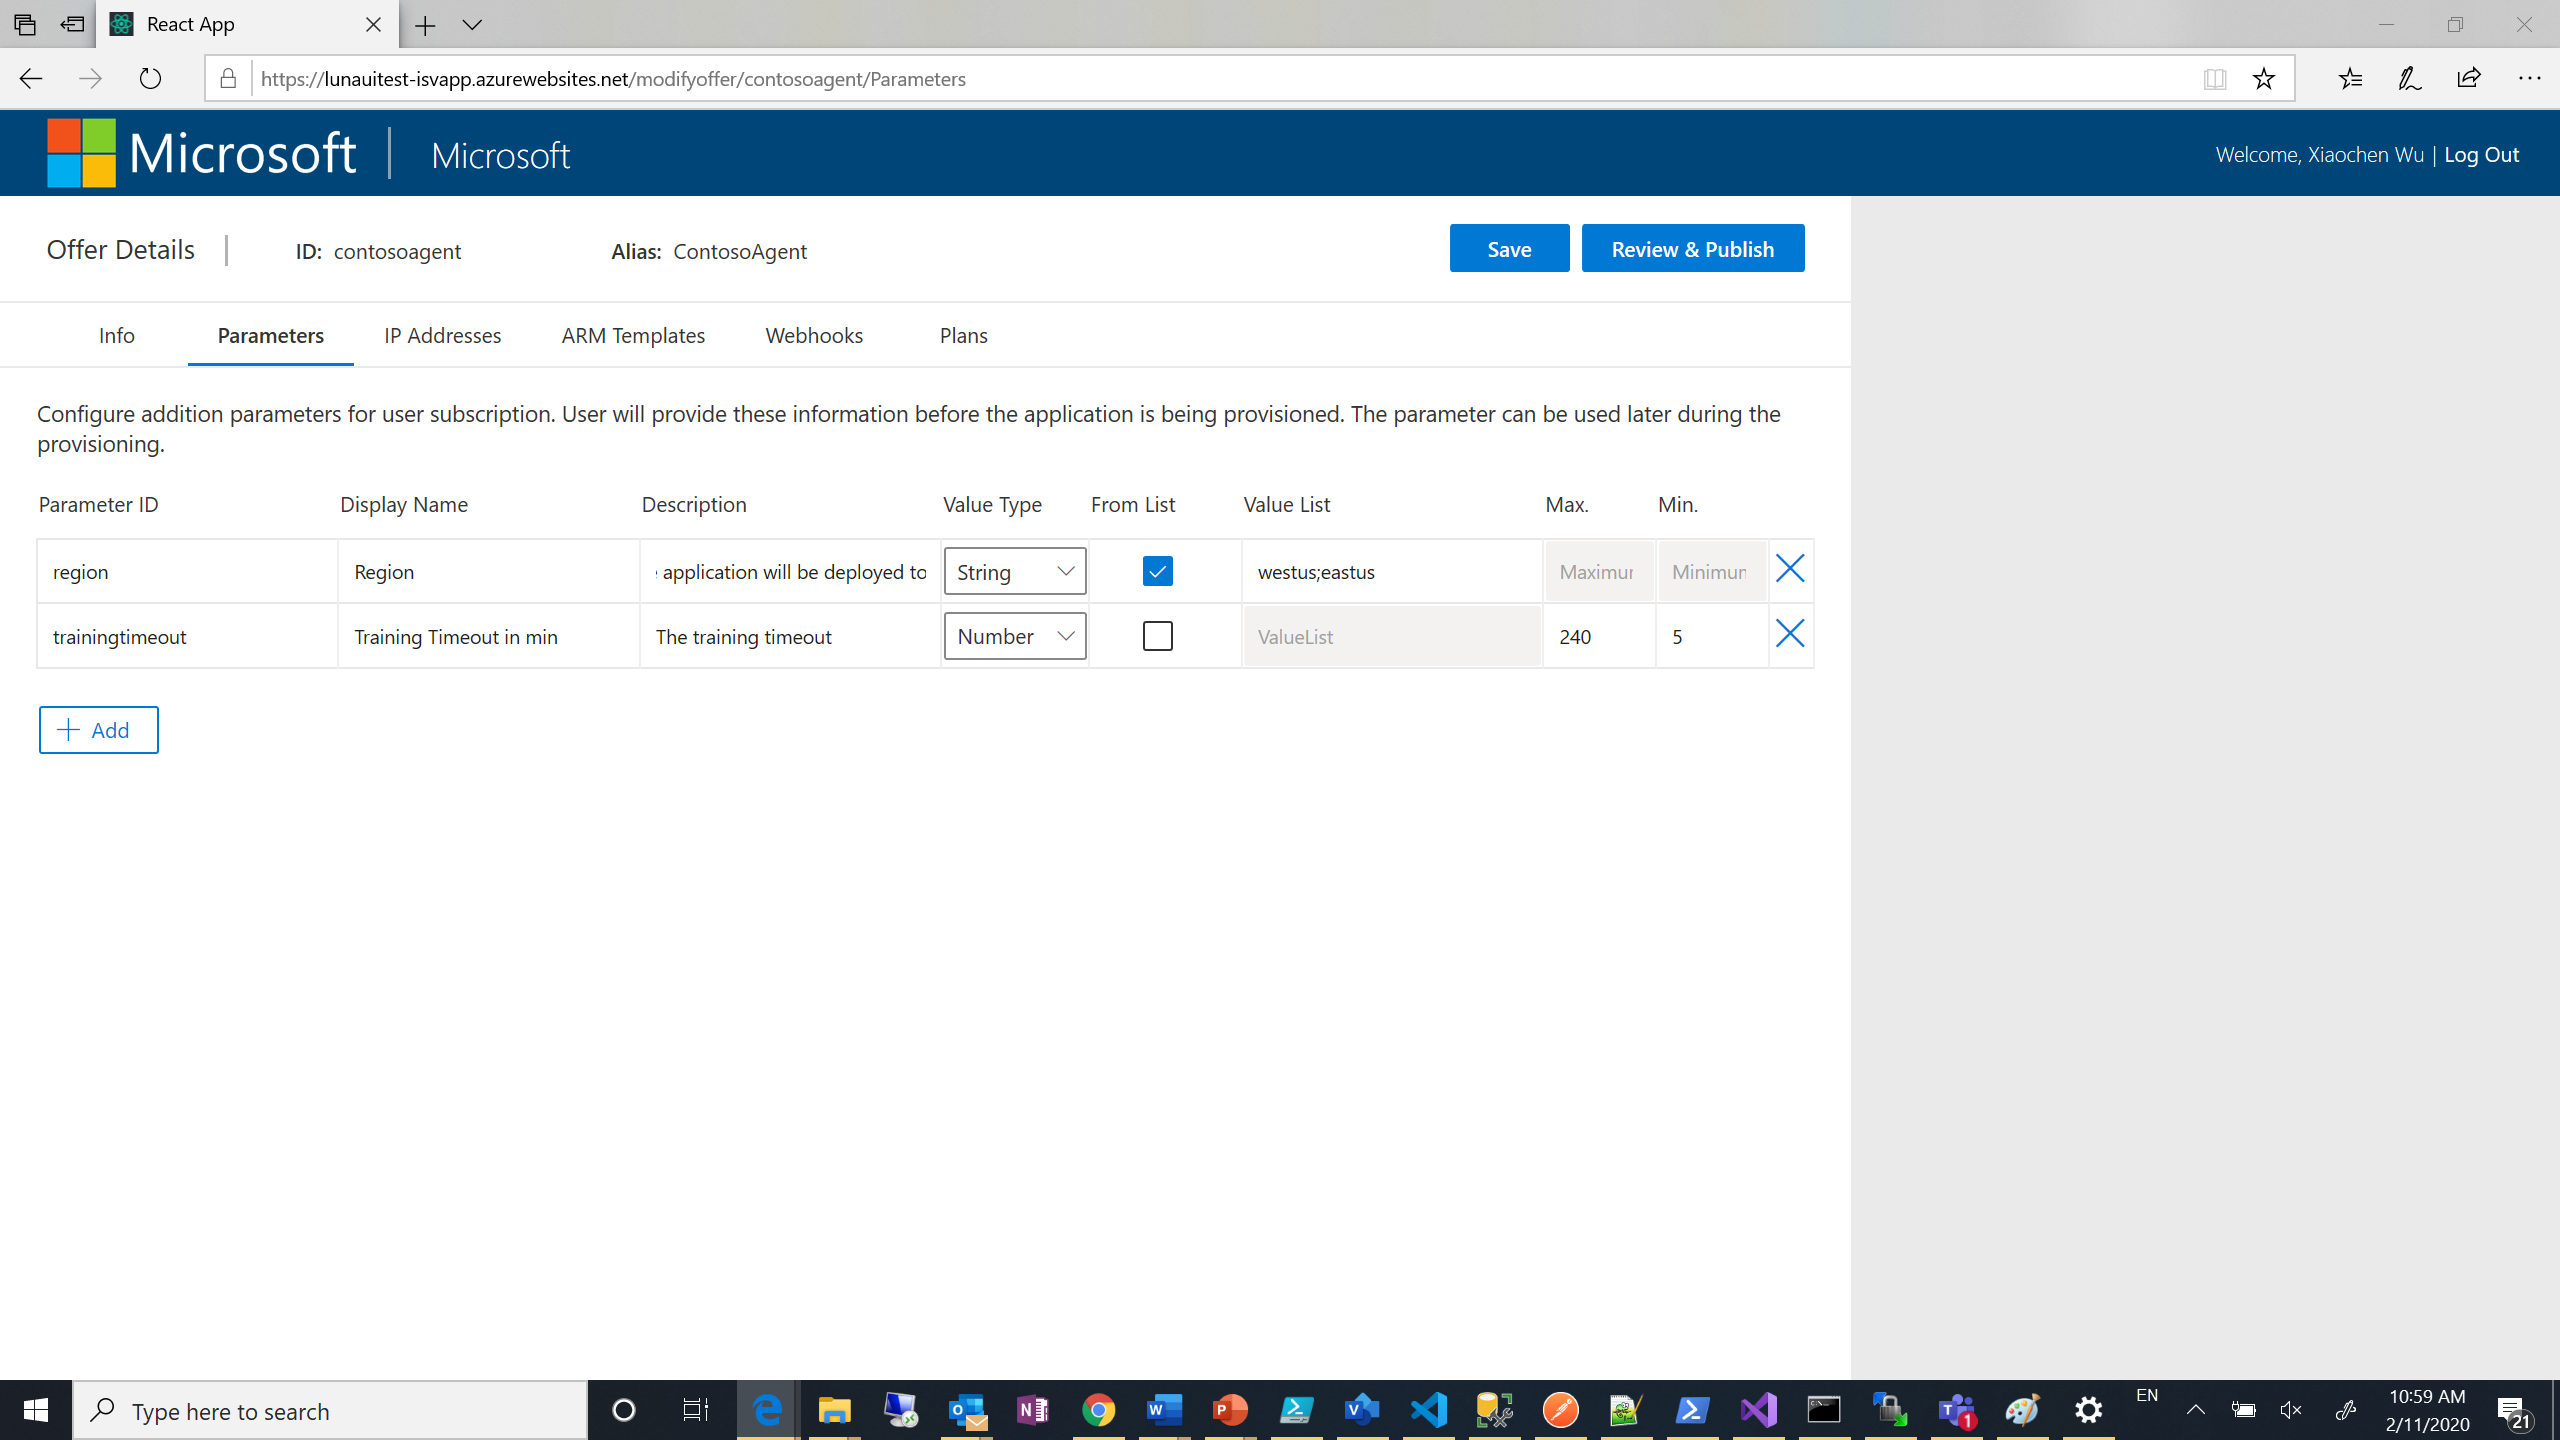 React App
https://lunauitest-isvapp.azurewebsites.net/modifyoffer/contosoagent/Parameters
Microsoft Microsoft Welcome, Xiaochen Wu | Log Out
Offer Details ID: contosoagent Alias: ContosoAgent Save Review & Publish
Info Parameters IP Addresses ARM Templates Webhooks Plans
Configure addition parameters for user subscription. User will provide these information before the application is being provisioned. The parameter can be used later during the
provisioning.
Parameter ID Display Name Description Value Type From List Value List Max. Min.
region Region application will be deployed to String westus;eastus Maximur Minimun
trainingtimeout Training Timeout in min The training timeout Number ValueList 240 5
Add
Type here to search
EN
10:59 AM
2/11/2020
21
1